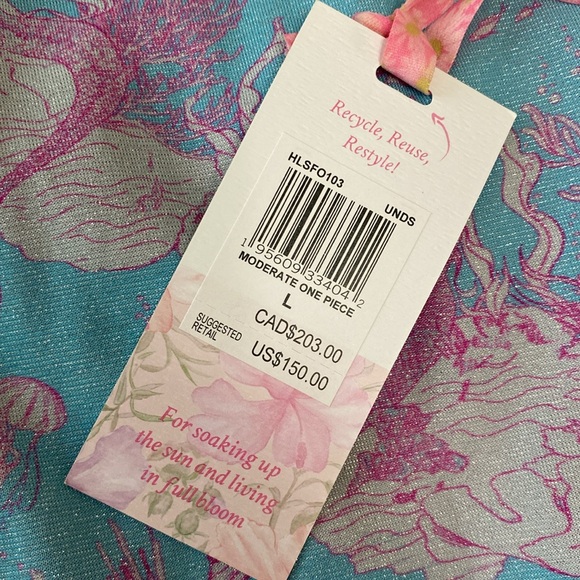 Recycle, Reuse,
Restyle!
HLSFO103
UNDS
1 95609 33404 2
MODERATE ONE PIECE
L
CAD$203.00
SUGGESTED
RETAIL
US$150.00
For soaking up
the sun and living
in full bloom